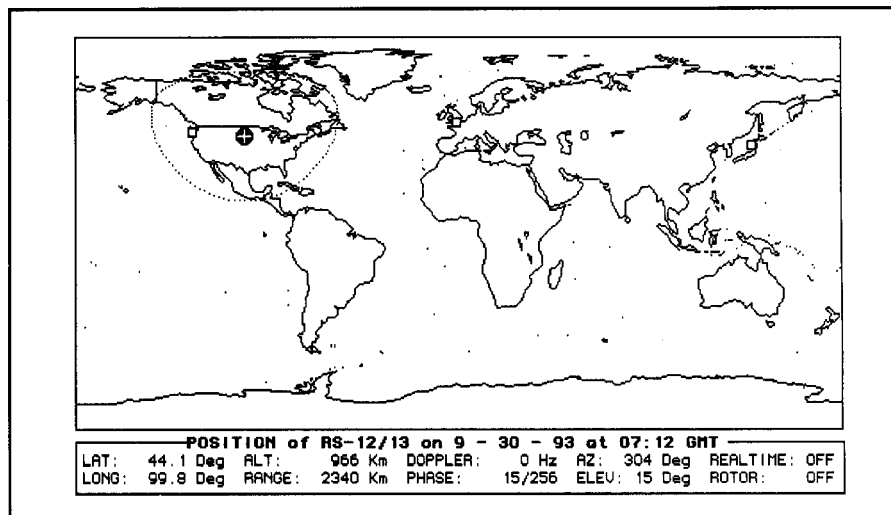 POSITION of RS-12/13 on 9 - 30 - 93 at 07:12 GMT
LAT: 44.1 Deg ALT: 966 Km DOPPLER: 0 Hz AZ: 304 Deg REALTIME: OFF
LONG: 99.8 Deg RANGE: 2340 Km PHASE: 15/256 ELEV: 15 Deg ROTOR: OFF